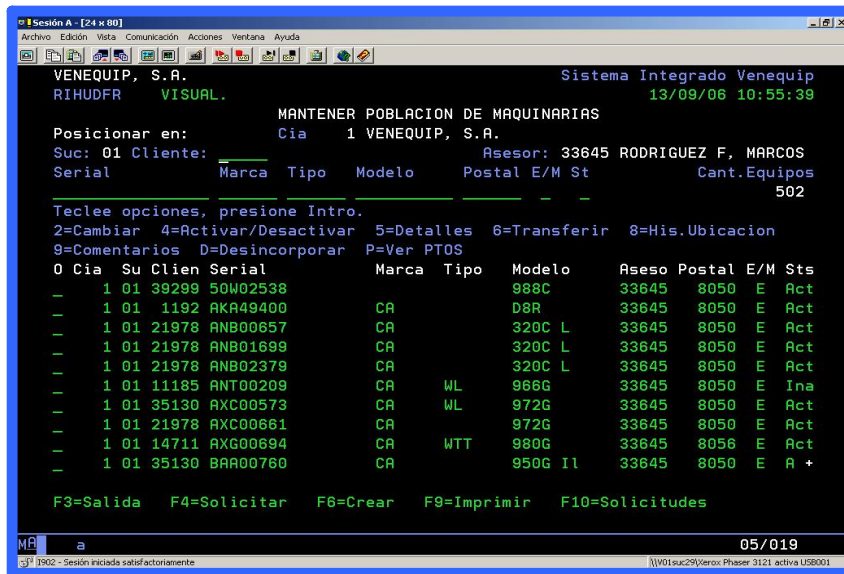 Sesión A - [24 x 80]
Archivo Edición Vista Comunicación Acciones Ventana Ayuda
VENEQUIP, S.A. Sistema Integrado Venequip
RIHUDFR VISUAL. 13/09/06 10:55:39
MANTENER POBLACION DE MAQUINARIAS
Posicionar en: Cia 1 VENEQUIP, S.A.
Suc: 01 Cliente: _____ Asesor: 33645 RODRIGUEZ F, MARCOS
Serial Marca Tipo Modelo Postal E/M St Cant.Equipos
502
Teclee opciones, presione Intro.
2=Cambiar 4=Activar/Desactivar 5=Detalles 6=Transferir 8=His.Ubicacion
9=Comentarios D=Desincorporar P=Ver PTOS
O Cia Su Clien Serial Marca Tipo Modelo Aseso Postal E/M Sts
_ 1 01 39299 50W02538 988C 33645 8050 E Act
_ 1 01 1192 AKA49400 CA D8R 33645 8050 E Act
_ 1 01 21978 ANB00657 CA 320C L 33645 8050 E Act
_ 1 01 21978 ANB01699 CA 320C L 33645 8050 E Act
_ 1 01 21978 ANB02379 CA 320C L 33645 8050 E Act
_ 1 01 11185 ANT00209 CA WL 966G 33645 8050 E Ina
_ 1 01 35130 AXC00573 CA WL 972G 33645 8050 E Act
_ 1 01 21978 AXC00661 CA 972G 33645 8050 E Act
_ 1 01 14711 AXG00694 CA WTT 980G 33645 8056 E Act
_ 1 01 35130 BAA00760 CA 950G Il 33645 8050 E A +
F3=Salida F4=Solicitar F6=Crear F9=Imprimir F10=Solicitudes
MA a 05/019
I902 - Sesión iniciada satisfactoriamente \\V01suc29\Xerox Phaser 3121 activa USB001